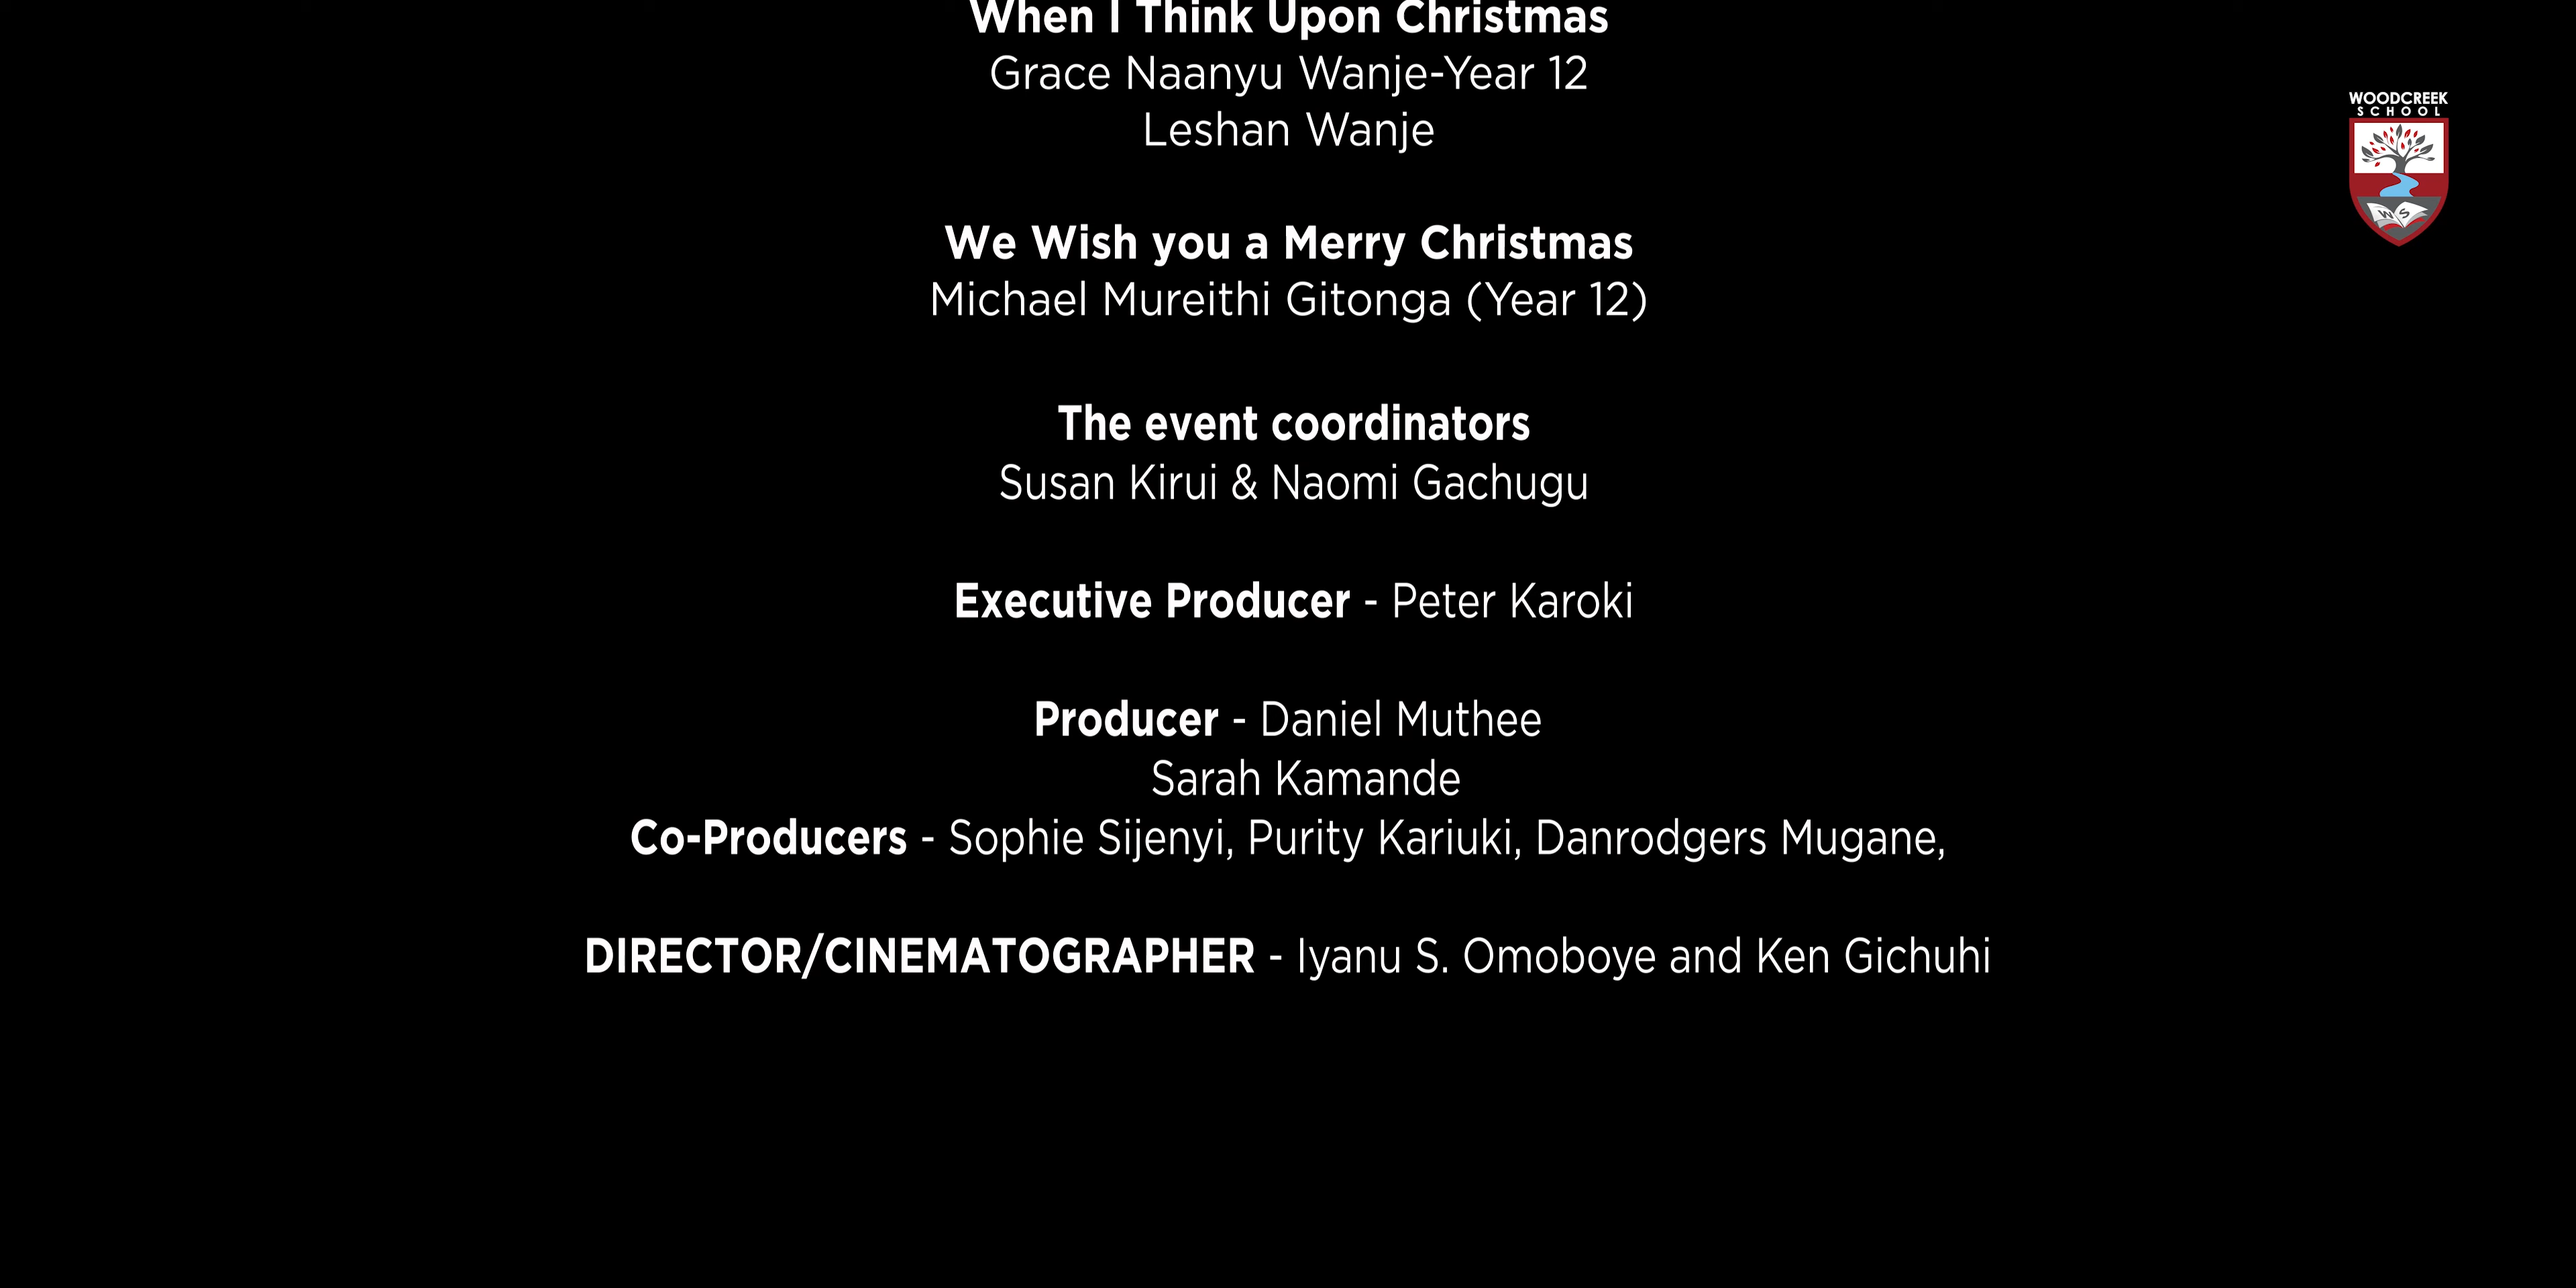 When I Think Upon Christmas
Grace Naanyu Wanje-Year 12
Leshan Wanje
WOODCREEK
SCHOOL
W S
We Wish you a Merry Christmas
Michael Mureithi Gitonga (Year 12)
The event coordinators
Susan Kirui & Naomi Gachugu
Executive Producer - Peter Karoki
Producer - Daniel Muthee
Sarah Kamande
Co-Producers - Sophie Sijenyi, Purity Kariuki, Danrodgers Mugane,
DIRECTOR/CINEMATOGRAPHER - Iyanu S. Omoboye and Ken Gichuhi